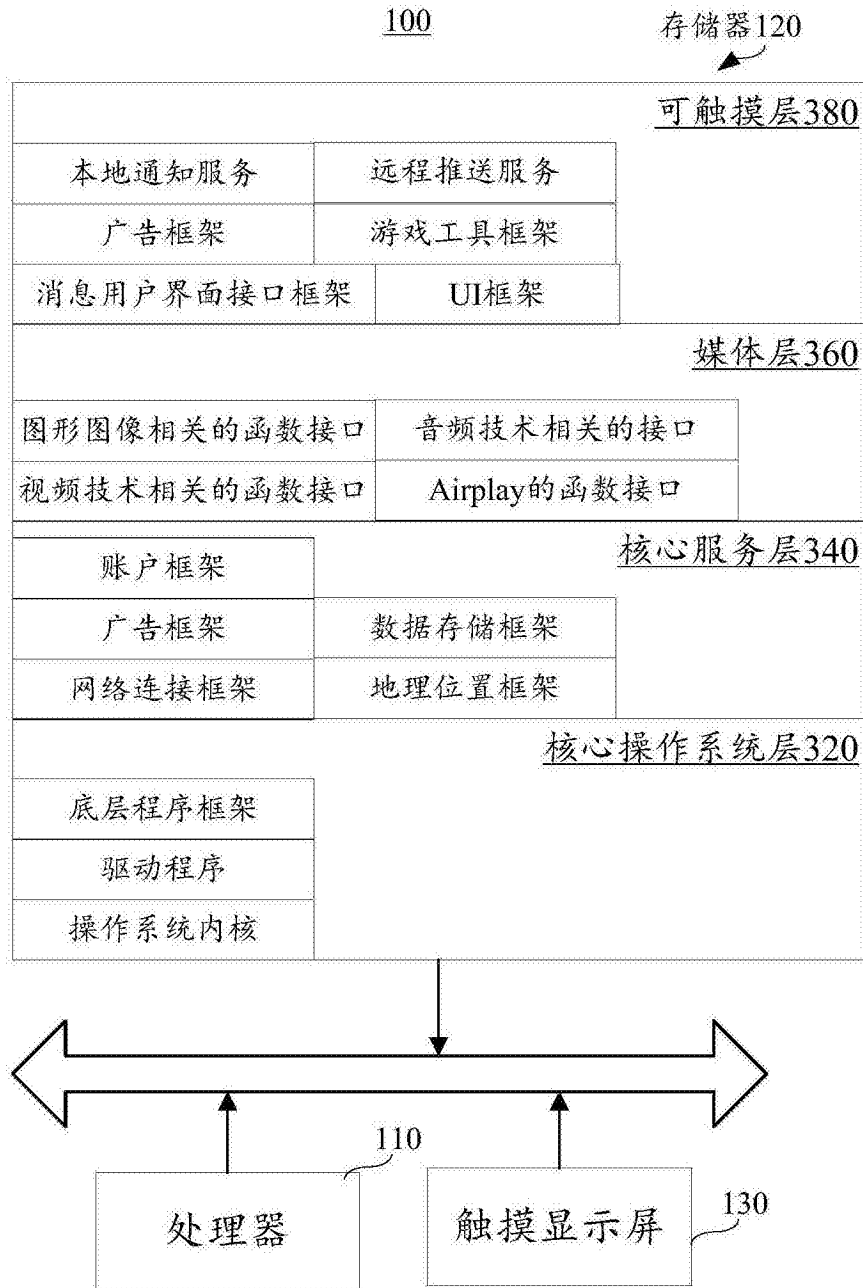 100
存储器120
可触摸层380
本地通知服务 远程推送服务
广告框架 游戏工具框架
消息用户界面接口框架 UI框架
媒体层360
图形图像相关的函数接口 音频技术相关的接口
视频技术相关的函数接口 Airplay的函数接口
核心服务层340
账户框架
广告框架 数据存储框架
网络连接框架 地理位置框架
核心操作系统层320
底层程序框架
驱动程序
操作系统内核
110
处理器
触摸显示屏
130